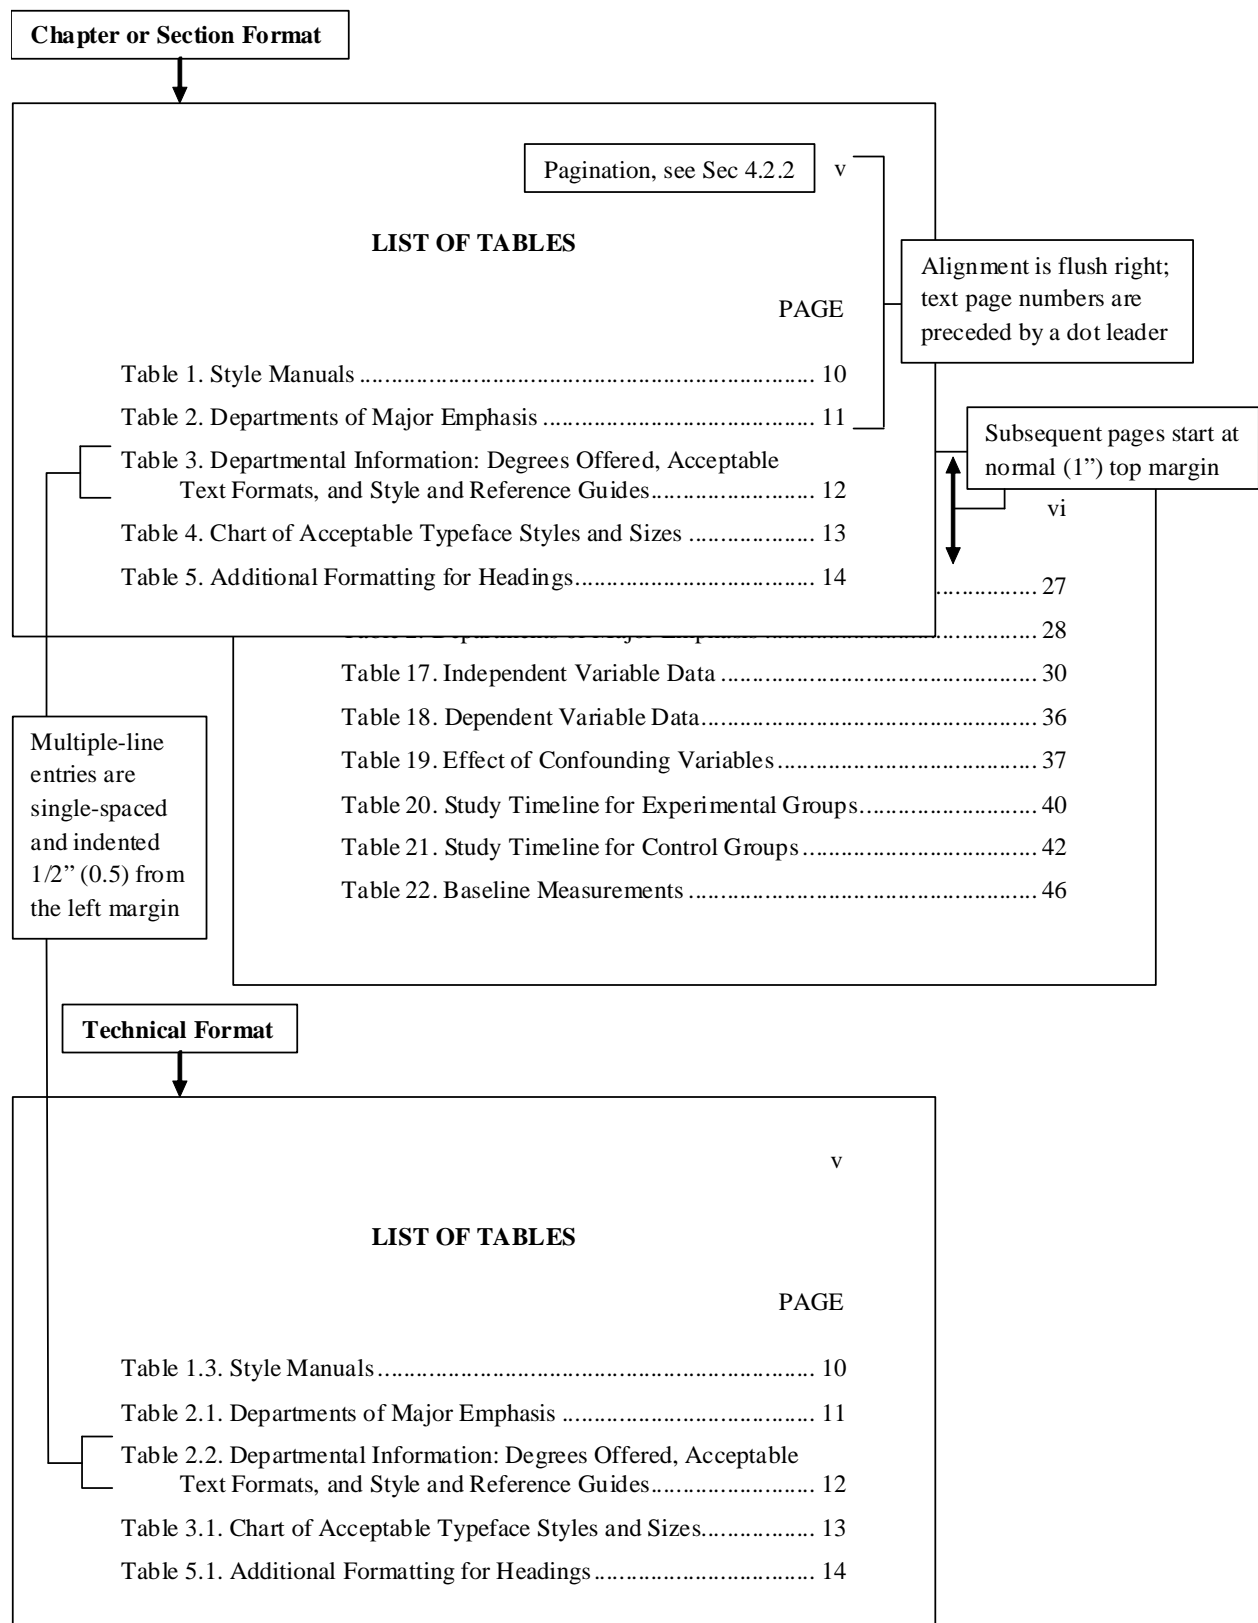 Chapter or Section Format
Pagination, see Sec 4.2.2
v
LIST OF TABLES
PAGE
Table 1. Style Manuals ........................................................................ 10
Table 2. Departments of Major Emphasis ........................................... 11
Table 3. Departmental Information: Degrees Offered, Acceptable
Text Formats, and Style and Reference Guides.......................... 12
Table 4. Chart of Acceptable Typeface Styles and Sizes .................... 13
Table 5. Additional Formatting for Headings...................................... 14
Alignment is flush right;
text page numbers are
preceded by a dot leader
Subsequent pages start at
normal (1”) top margin
vi
................. 27
28
Table 17. Independent Variable Data .................................................. 30
Table 18. Dependent Variable Data..................................................... 36
Table 19. Effect of Confounding Variables......................................... 37
Table 20. Study Timeline for Experimental Groups............................ 40
Table 21. Study Timeline for Control Groups..................................... 42
Table 22. Baseline Measurements ....................................................... 46
Multiple-line
entries are
single-spaced
and indented
1/2” (0.5) from
the left margin
Technical Format
v
LIST OF TABLES
PAGE
Table 1.3. Style Manuals..................................................................... 10
Table 2.1. Departments of Major Emphasis ........................................ 11
Table 2.2. Departmental Information: Degrees Offered, Acceptable
Text Formats, and Style and Reference Guides.......................... 12
Table 3.1. Chart of Acceptable Typeface Styles and Sizes.................. 13
Table 5.1. Additional Formatting for Headings................................... 14